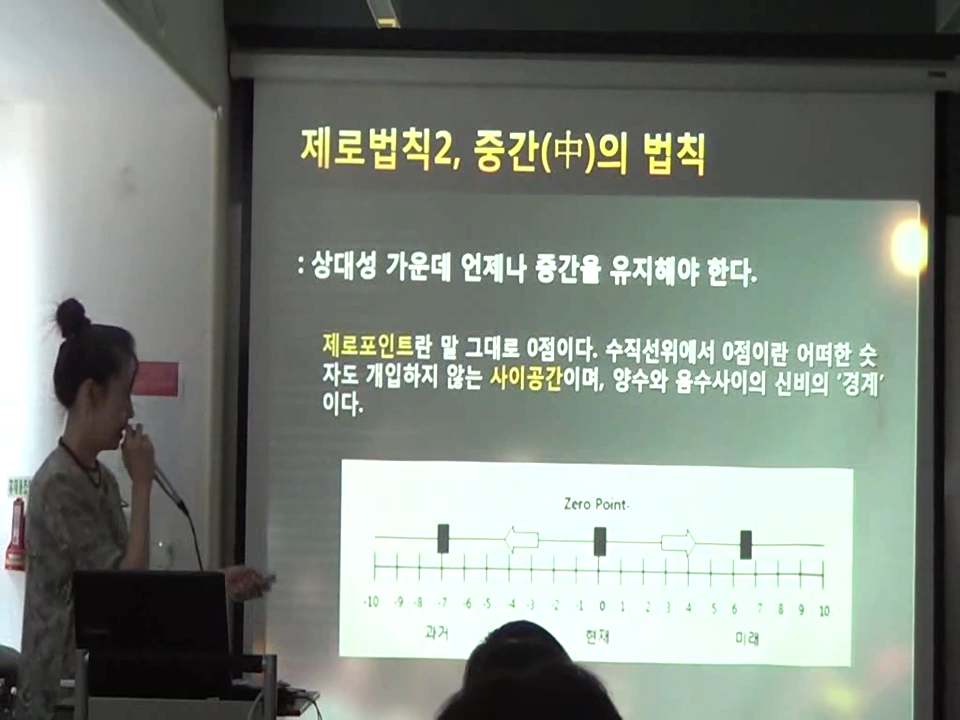 제로법칙2, 중간(中)의 법칙
: 상대성 가운데 언제나 중간을 유지해야 한다.
제로포인트란 말 그대로 0점이다. 수직선위에서 0점이란 어떠한 숫
자도 개입하지 않는 사이공간이며, 양수와 음수사이의 신비의 '경계'
이다.
Zero Point
-10 -9 -8 -7 -6 -5 -4 -3 -2 -1 0 1 2 3 4 5 6 7 8 9 10
과거 현재 미래